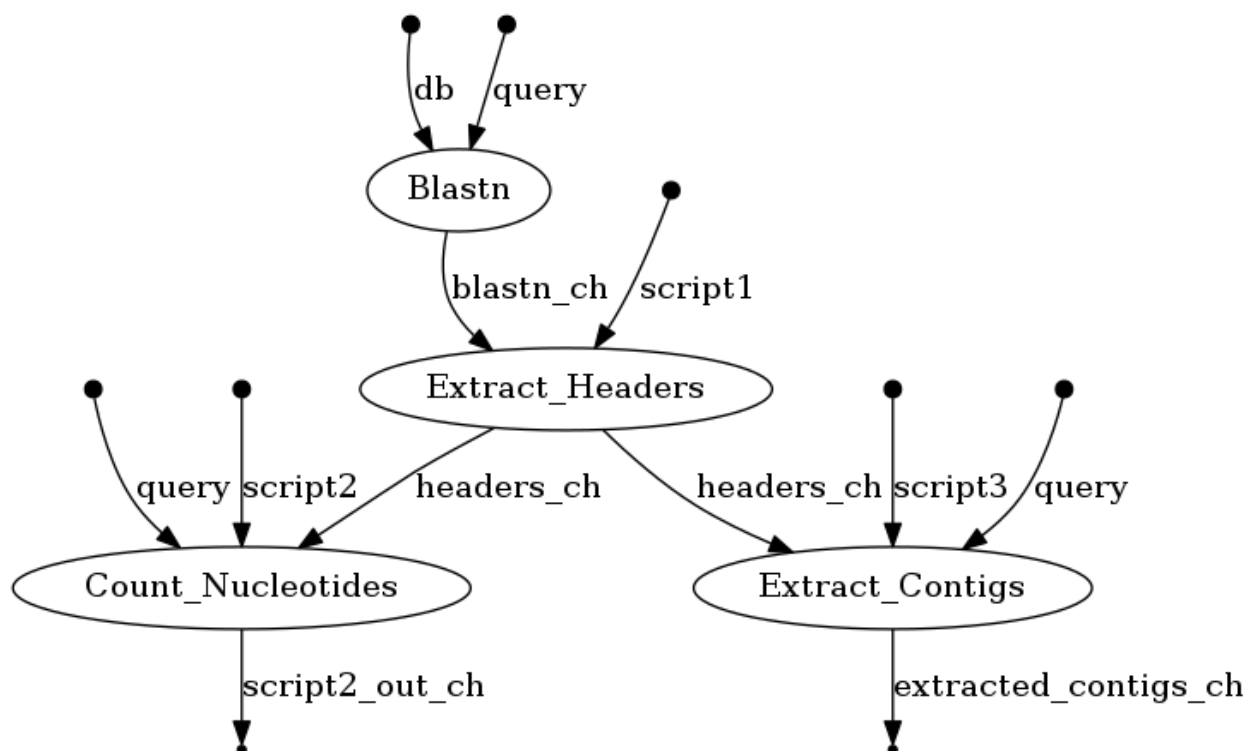 db
query
Blastn
blastn_ch
script1
Extract_Headers
query
script2
headers_ch
headers_ch
script3
query
Count_Nucleotides
Extract_Contigs
script2_out_ch
extracted_contigs_ch